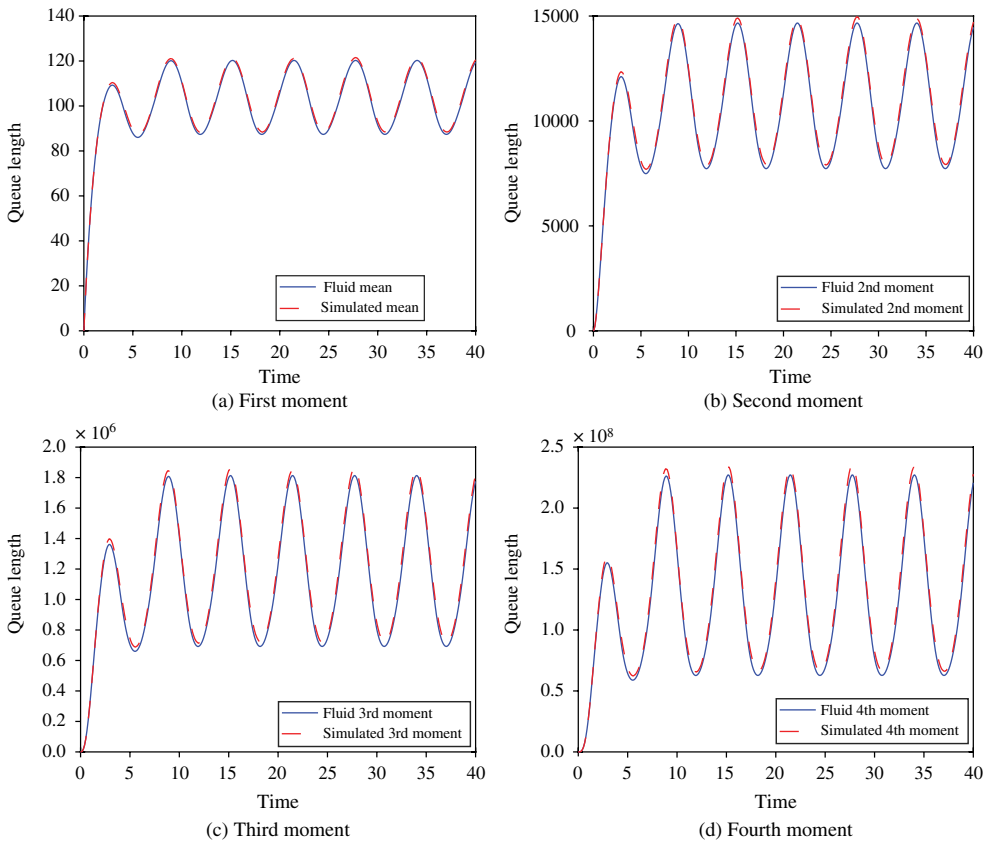 140
120
100
80
60
40
20
0
Queue length
0 5 10 15 20 25 30 35 40
Time
Fluid mean
Simulated mean
(a) First moment
15000
10000
5000
0
Queue length
0 5 10 15 20 25 30 35 40
Time
Fluid 2nd moment
Simulated 2nd moment
(b) Second moment
× 10⁶
2.0
1.8
1.6
1.4
1.2
1.0
0.8
0.6
0.4
0.2
0.0
Queue length
0 5 10 15 20 25 30 35 40
Time
Fluid 3rd moment
Simulated 3rd moment
(c) Third moment
× 10⁸
2.5
2.0
1.5
1.0
0.5
0.0
Queue length
0 5 10 15 20 25 30 35 40
Time
Fluid 4th moment
Simulated 4th moment
(d) Fourth moment